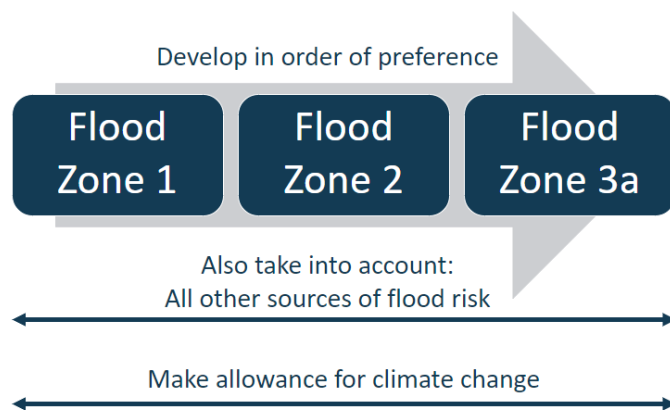 Develop in order of preference
Flood
Zone 1
Flood
Zone 2
Flood
Zone 3a
Also take into account:
All other sources of flood risk
Make allowance for climate change